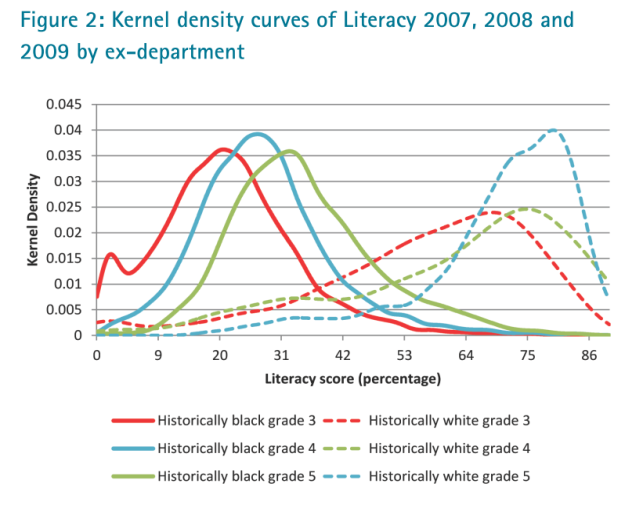 Figure 2: Kernel density curves of Literacy 2007, 2008 and
2009 by ex-department
0.045
0.04
0.035
0.03
0.025
0.02
0.015
0.01
0.005
0
Kernel Density
0 9 20 31 42 53 64 75 86
Literacy score (percentage)
Historically black grade 3 Historically white grade 3
Historically black grade 4 Historically white grade 4
Historically black grade 5 Historically white grade 5